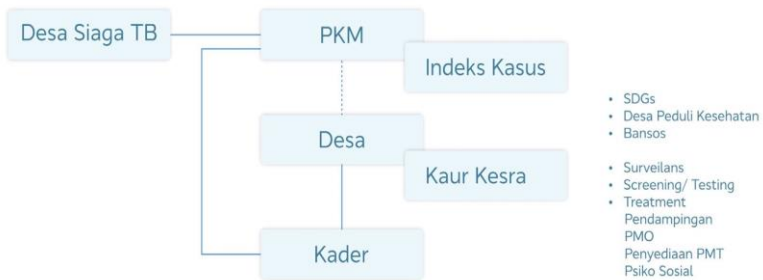 Desa Siaga TB
PKM
Indeks Kasus
Desa
Kaur Kesra
Kader
• SDGs
• Desa Peduli Kesehatan
• Bansos
• Surveilans
• Screening/ Testing
• Treatment
Pendampingan
PMO
Penyediaan PMT
Psiko Sosial